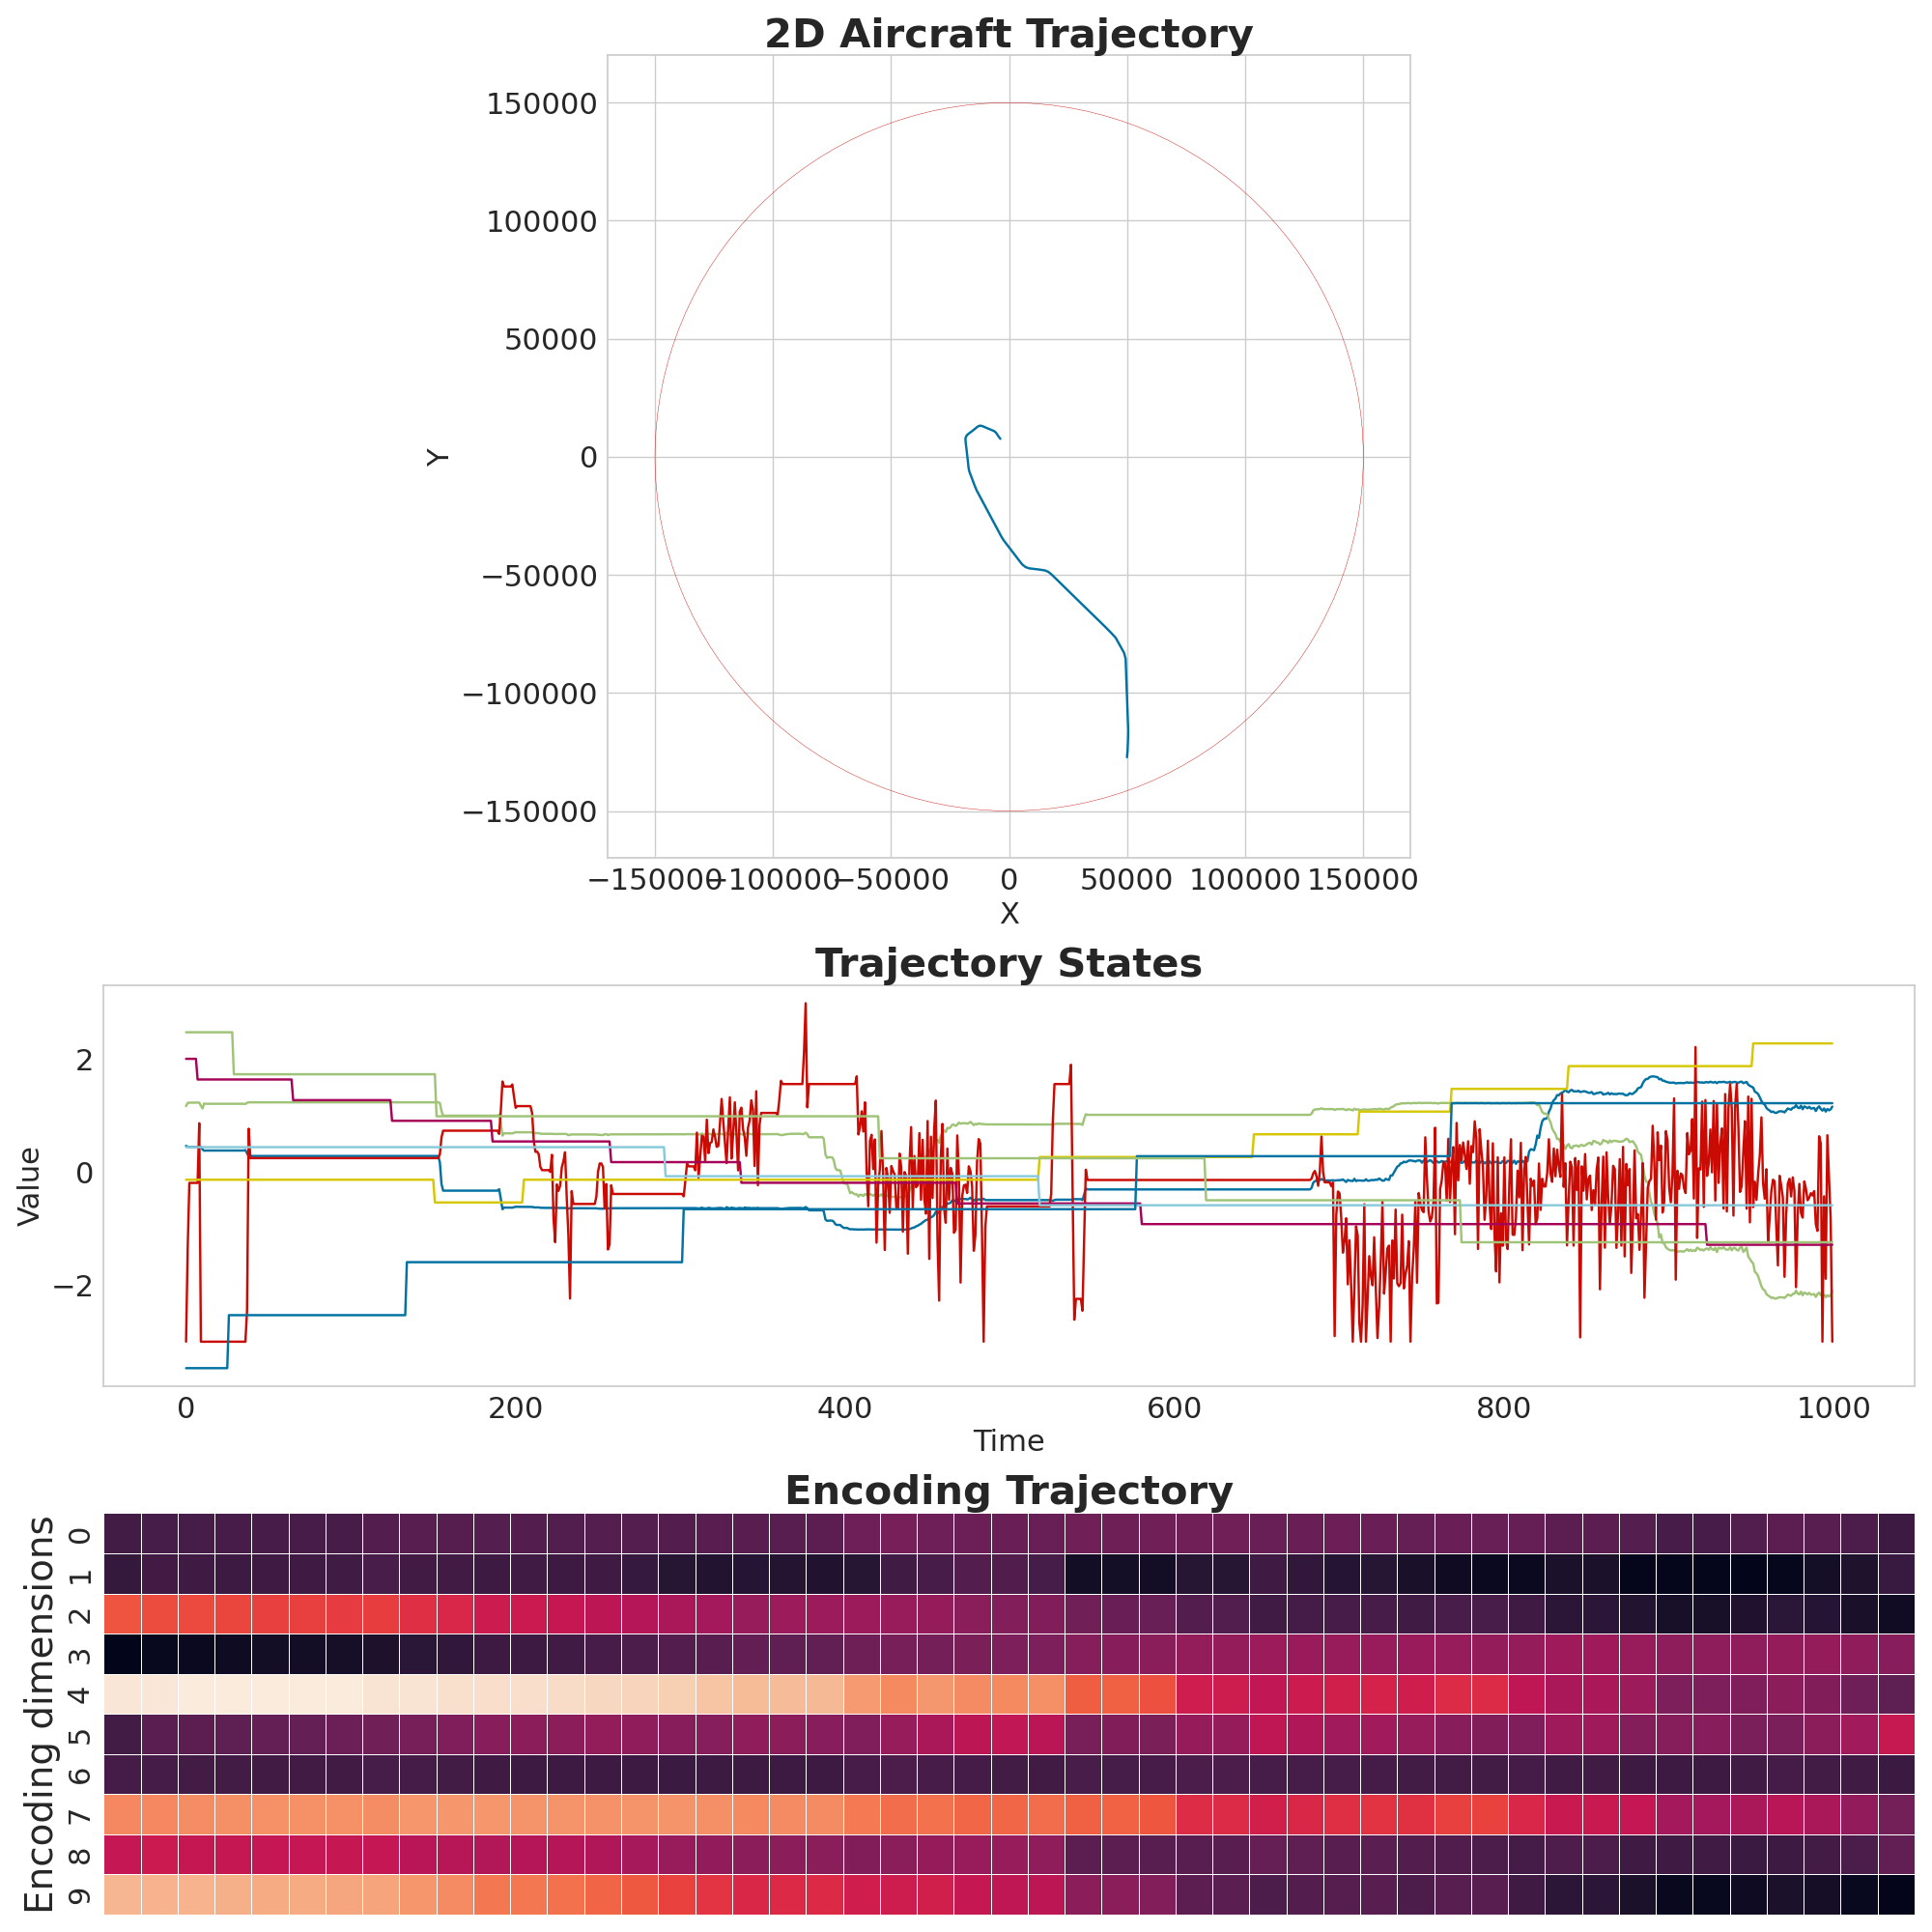 2D Aircraft Trajectory
150000
100000
50000
0
−50000
−100000
−150000
Y
−150000 −100000 −50000 0 50000 100000 150000
X
Trajectory States
2
0
−2
Value
0 200 400 600 800 1000
Time
Encoding Trajectory
0
1
2
3
4
5
6
7
8
9
Encoding dimensions